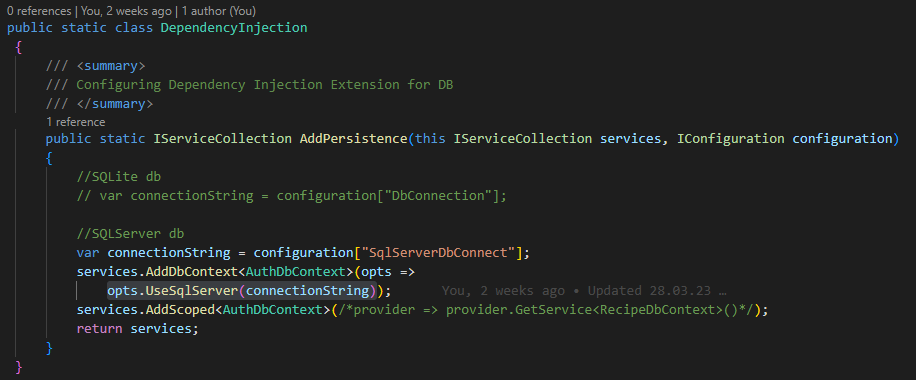 0 references | You, 2 weeks ago | 1 author (You)
public static class DependencyInjection
{
/// <summary>
/// Configuring Dependency Injection Extension for DB
/// </summary>
1 reference
public static IServiceCollection AddPersistence(this IServiceCollection services, IConfiguration configuration)
{
//SQLite db
// var connectionString = configuration["DbConnection"];
//SQLServer db
var connectionString = configuration["SqlServerDbConnect"];
services.AddDbContext<AuthDbContext>(opts =>
opts.UseSqlServer(connectionString)); You, 2 weeks ago • Updated 28.03.23 …
services.AddScoped<AuthDbContext>(/*provider => provider.GetService<RecipeDbContext>()*/);
return services;
}
}